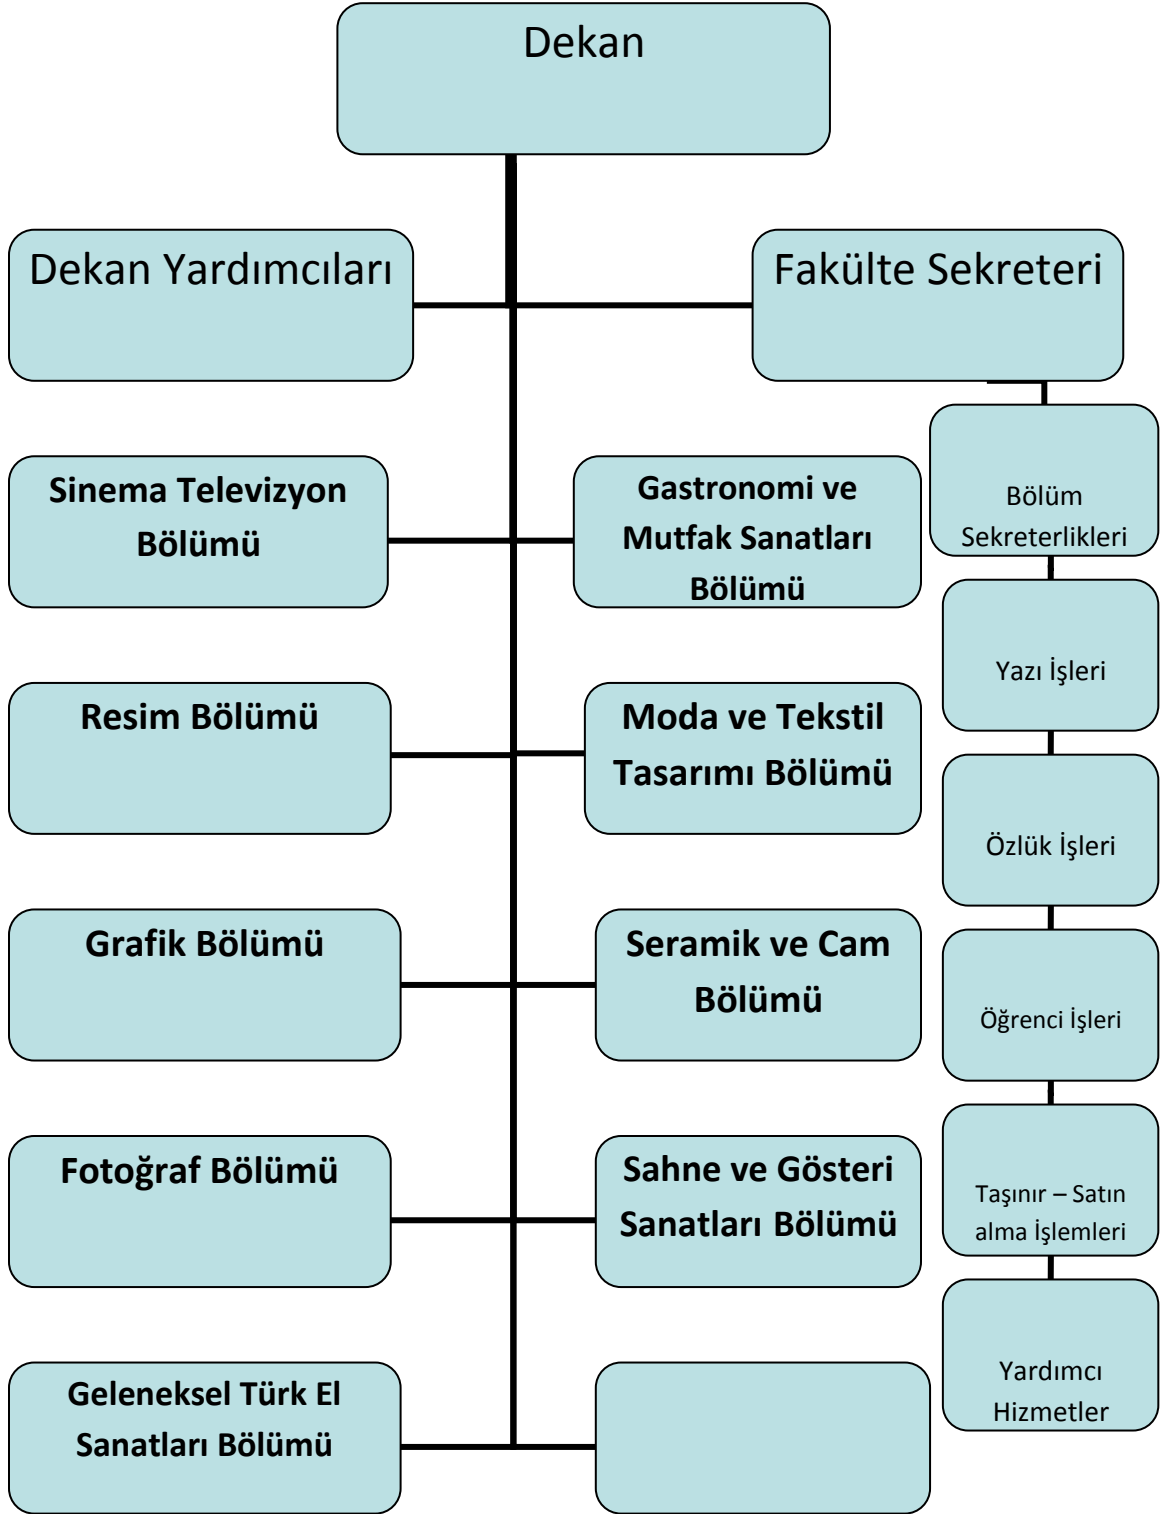 Dekan
Dekan Yardımcıları
Fakülte Sekreteri
Sinema Televizyon
Bölümü
Gastronomi ve
Mutfak Sanatları
Bölümü
Bölüm
Sekreterlikleri
Yazı İşleri
Resim Bölümü
Moda ve Tekstil
Tasarımı Bölümü
Özlük İşleri
Grafik Bölümü
Seramik ve Cam
Bölümü
Öğrenci İşleri
Fotoğraf Bölümü
Sahne ve Gösteri
Sanatları Bölümü
Taşınır – Satın
alma İşlemleri
Geleneksel Türk El
Sanatları Bölümü
Yardımcı
Hizmetler